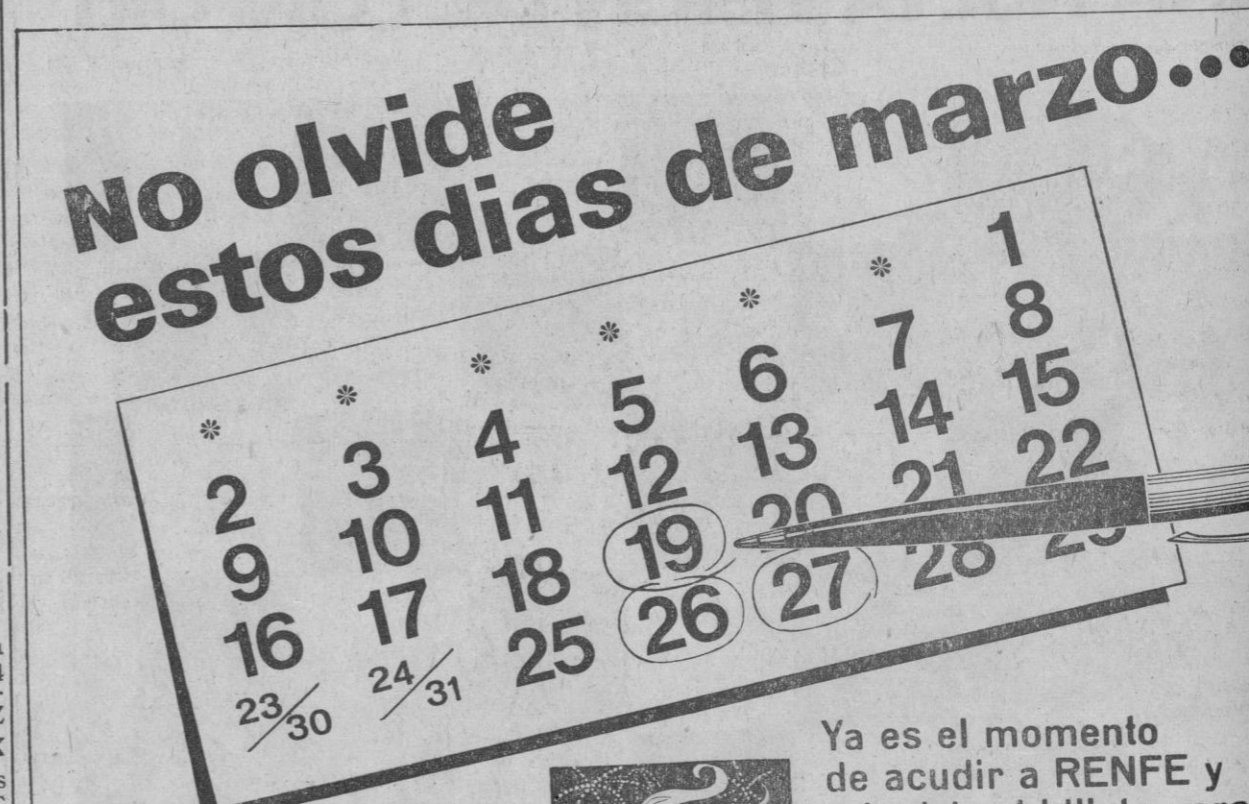 No olvide
estos dias de marzo...
* * * * * * 1
2 3 4 5 6 7 8
9 10 11 12 13 14 15
16 17 18 19 20 21 22
23/30 24/31 25 26 27 28
Ya es el momento
de acudir a RENFE y